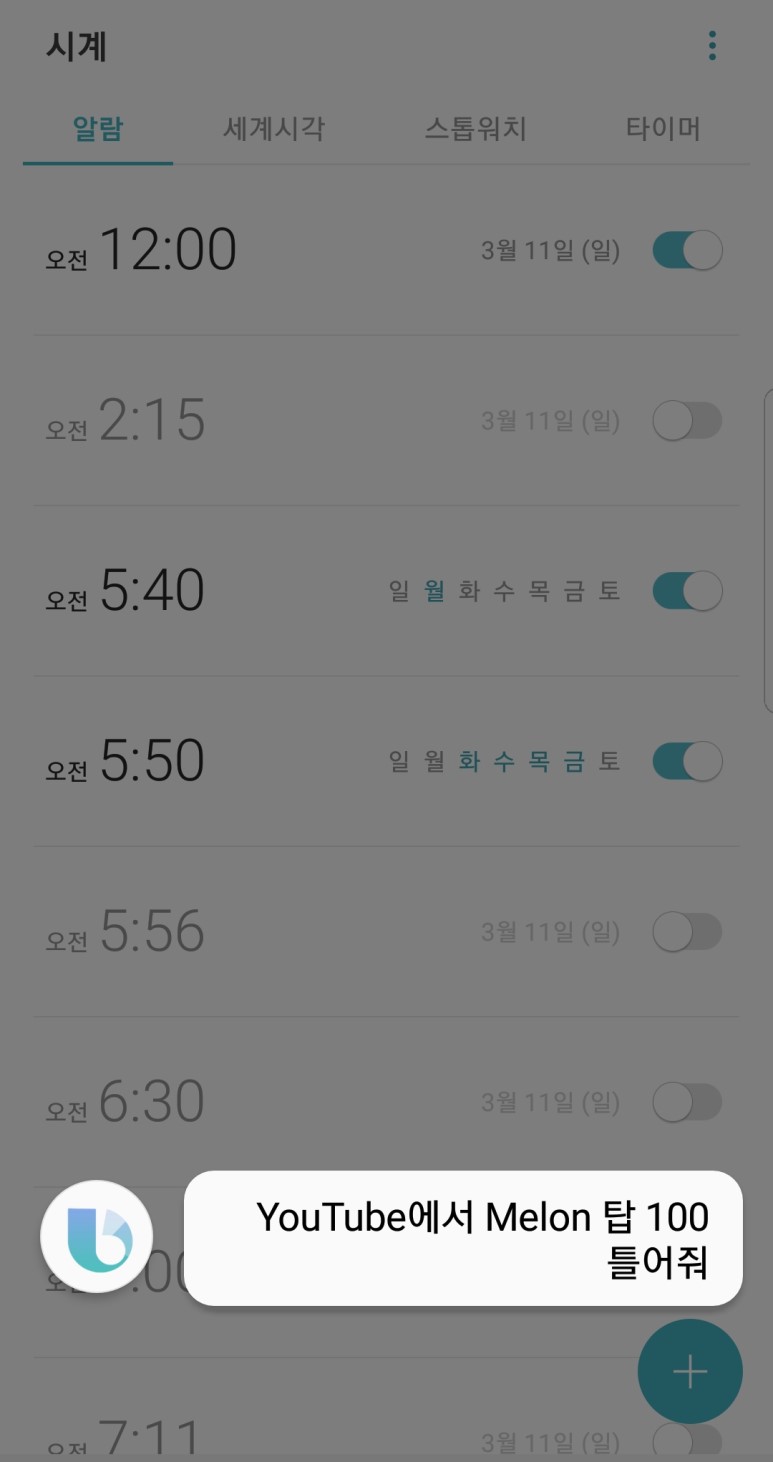 시계
알람 세계시각 스톱워치 타이머
오전 12:00 3월 11일 (일)
오전 2:15 3월 11일 (일)
오전 5:40 일 월 화 수 목 금 토
오전 5:50 일 월 화 수 목 금 토
오전 5:56 3월 11일 (일)
오전 6:30 3월 11일 (일)
YouTube에서 Melon 탑 100
틀어줘
오전 7:11 3월 11일 (일)